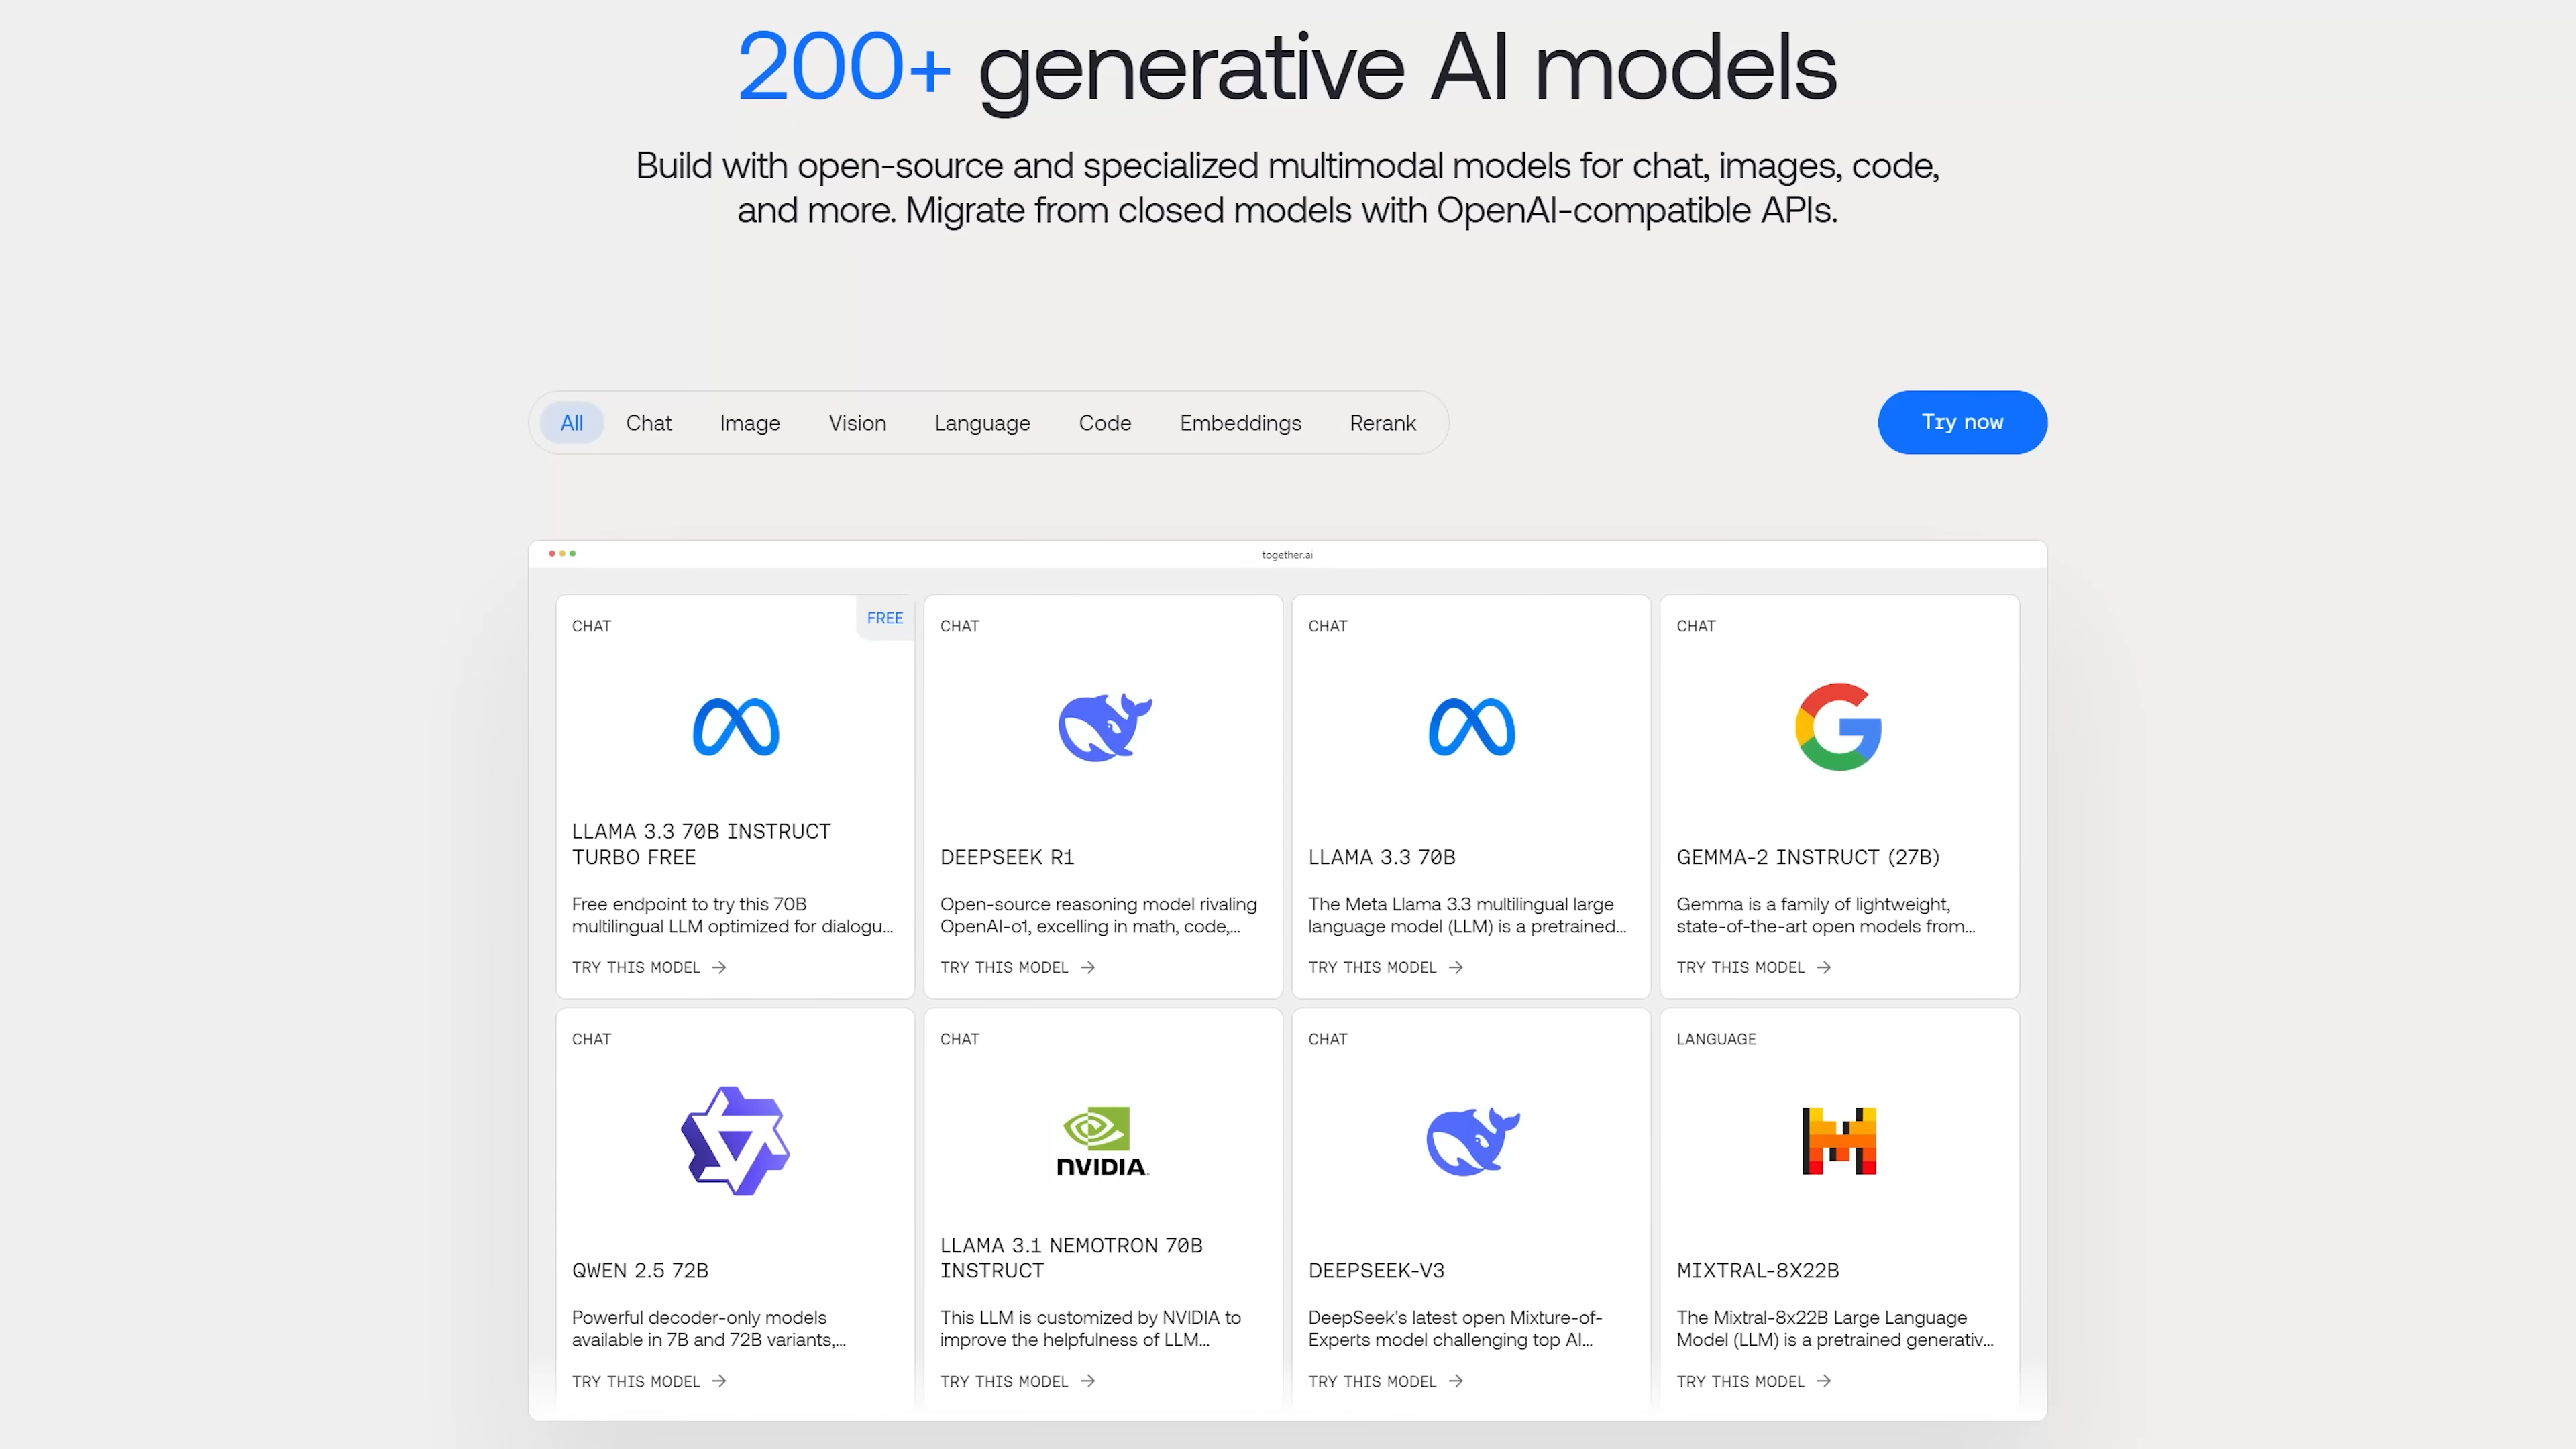 200+ generative AI models
Build with open-source and specialized multimodal models for chat, images, code,
and more. Migrate from closed models with OpenAI-compatible APIs.
All Chat Image Vision Language Code Embeddings Rerank
Try now
together.ai
CHAT
FREE
LLAMA 3.3 70B INSTRUCT
TURBO FREE
Free endpoint to try this 70B
multilingual LLM optimized for dialogu...
TRY THIS MODEL →
CHAT
DEEPSEEK R1
Open-source reasoning model rivaling
OpenAI-o1, excelling in math, code,...
TRY THIS MODEL →
CHAT
LLAMA 3.3 70B
The Meta Llama 3.3 multilingual large
language model (LLM) is a pretrained...
TRY THIS MODEL →
CHAT
GEMMA-2 INSTRUCT (27B)
Gemma is a family of lightweight,
state-of-the-art open models from...
TRY THIS MODEL →
CHAT
QWEN 2.5 72B
Powerful decoder-only models
available in 7B and 72B variants,...
TRY THIS MODEL →
CHAT
NVIDIA
LLAMA 3.1 NEMOTRON 70B
INSTRUCT
This LLM is customized by NVIDIA to
improve the helpfulness of LLM...
TRY THIS MODEL →
CHAT
DEEPSEEK-V3
DeepSeek's latest open Mixture-of-
Experts model challenging top AI...
TRY THIS MODEL →
LANGUAGE
MIXTRAL-8X22B
The Mixtral-8x22B Large Language
Model (LLM) is a pretrained generativ...
TRY THIS MODEL →